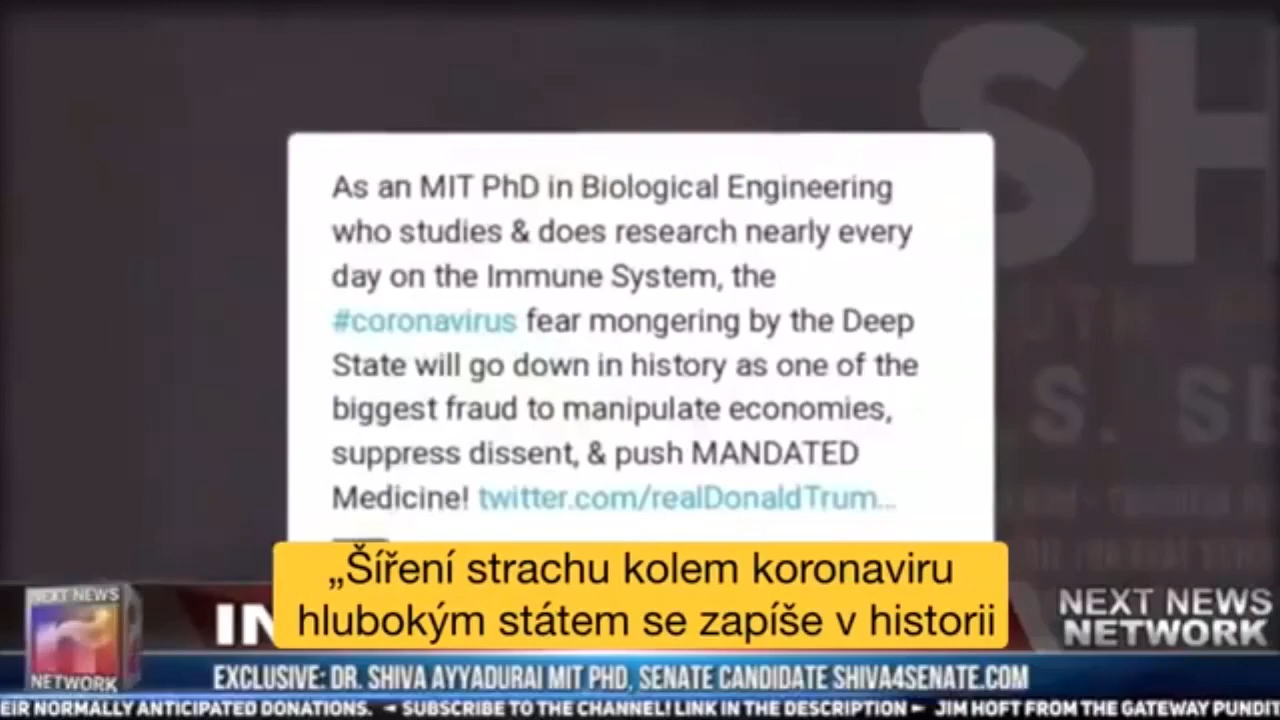 SH
As an MIT PhD in Biological Engineering
who studies & does research nearly every
day on the Immune System, the
#coronavirus fear mongering by the Deep
State will go down in history as one of the
biggest fraud to manipulate economies,
suppress dissent, & push MANDATED
Medicine! twitter.com/realDonaldTrum...
S. SE
„Šíření strachu kolem koronaviru
hlubokým státem se zapíše v historii
NEXT NEWS
NETWORK
IN
NEXT NEWS
NETWORK
EXCLUSIVE: DR. SHIVA AYYADURAI MIT PHD, SENATE CANDIDATE SHIVA4SENATE.COM
EIR NORMALLY ANTICIPATED DONATIONS. SUBSCRIBE TO THE CHANNEL! LINK IN THE DESCRIPTION JIM HOFT FROM THE GATEWAY PUNDIT